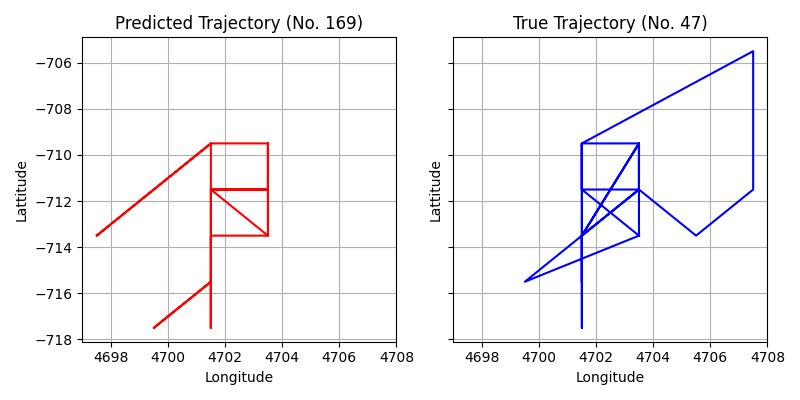 Predicted Trajectory (No. 169)
True Trajectory (No. 47)
Lattitude
−706
−708
−710
−712
−714
−716
−718
4698 4700 4702 4704 4706 4708
Longitude
Lattitude
4698 4700 4702 4704 4706 4708
Longitude